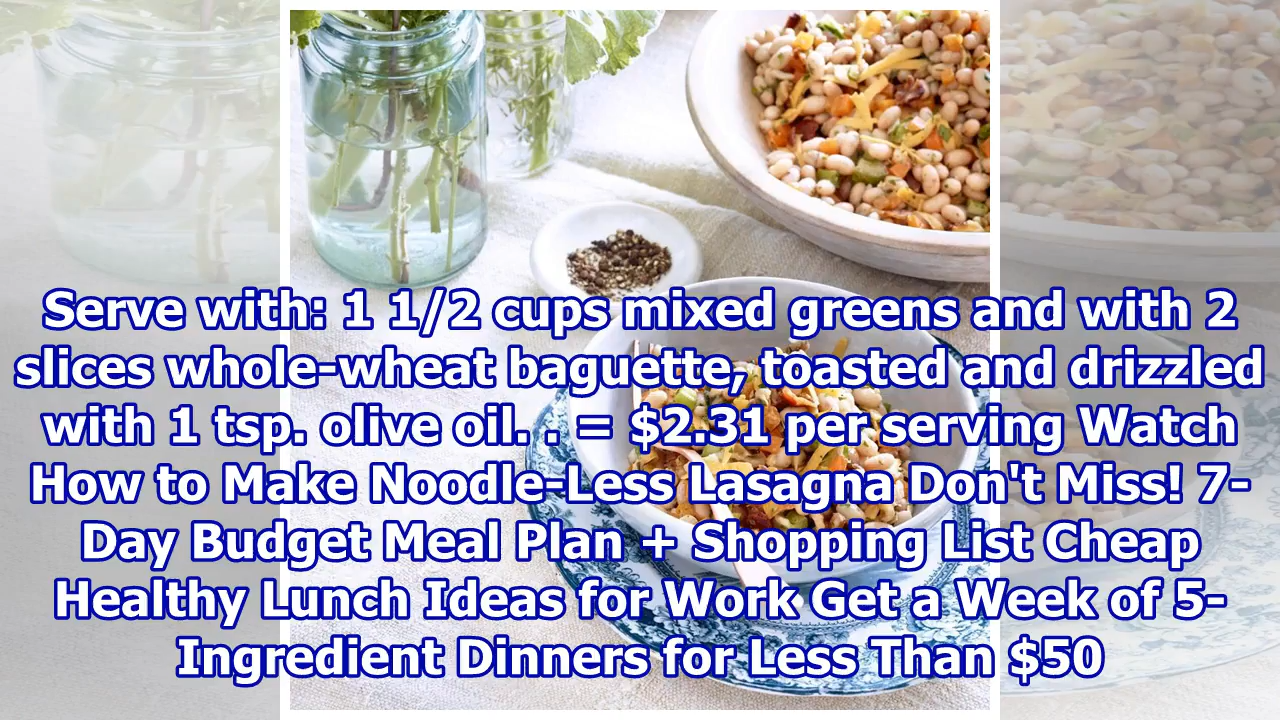 Serve with: 1 1/2 cups mixed greens and with 2
slices whole-wheat baguette, toasted and drizzled
with 1 tsp. olive oil. . = $2.31 per serving Watch
How to Make Noodle-Less Lasagna Don't Miss! 7-
Day Budget Meal Plan + Shopping List Cheap
Healthy Lunch Ideas for Work Get a Week of 5-
Ingredient Dinners for Less Than $50